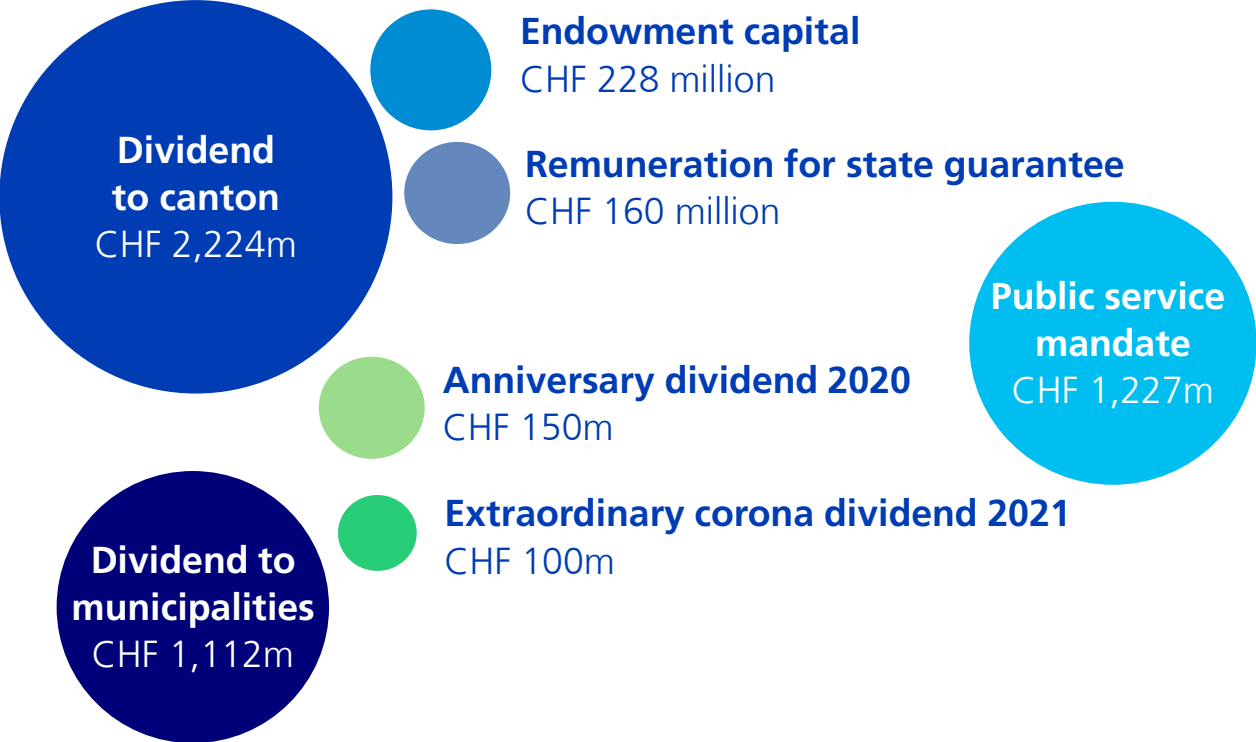 Endowment capital
CHF 228 million
Dividend
to canton
CHF 2,224m
Remuneration for state guarantee
CHF 160 million
Public service
mandate
CHF 1,227m
Anniversary dividend 2020
CHF 150m
Extraordinary corona dividend 2021
CHF 100m
Dividend to
municipalities
CHF 1,112m